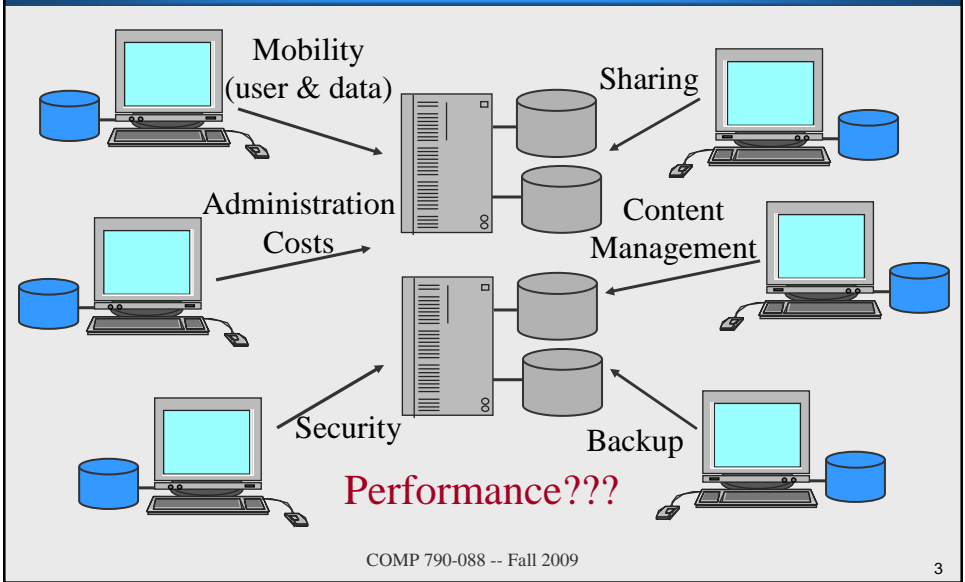 Mobility
(user & data)
Sharing
Administration
Costs
Content
Management
Security
Backup
Performance???
COMP 790-088 -- Fall 2009
3